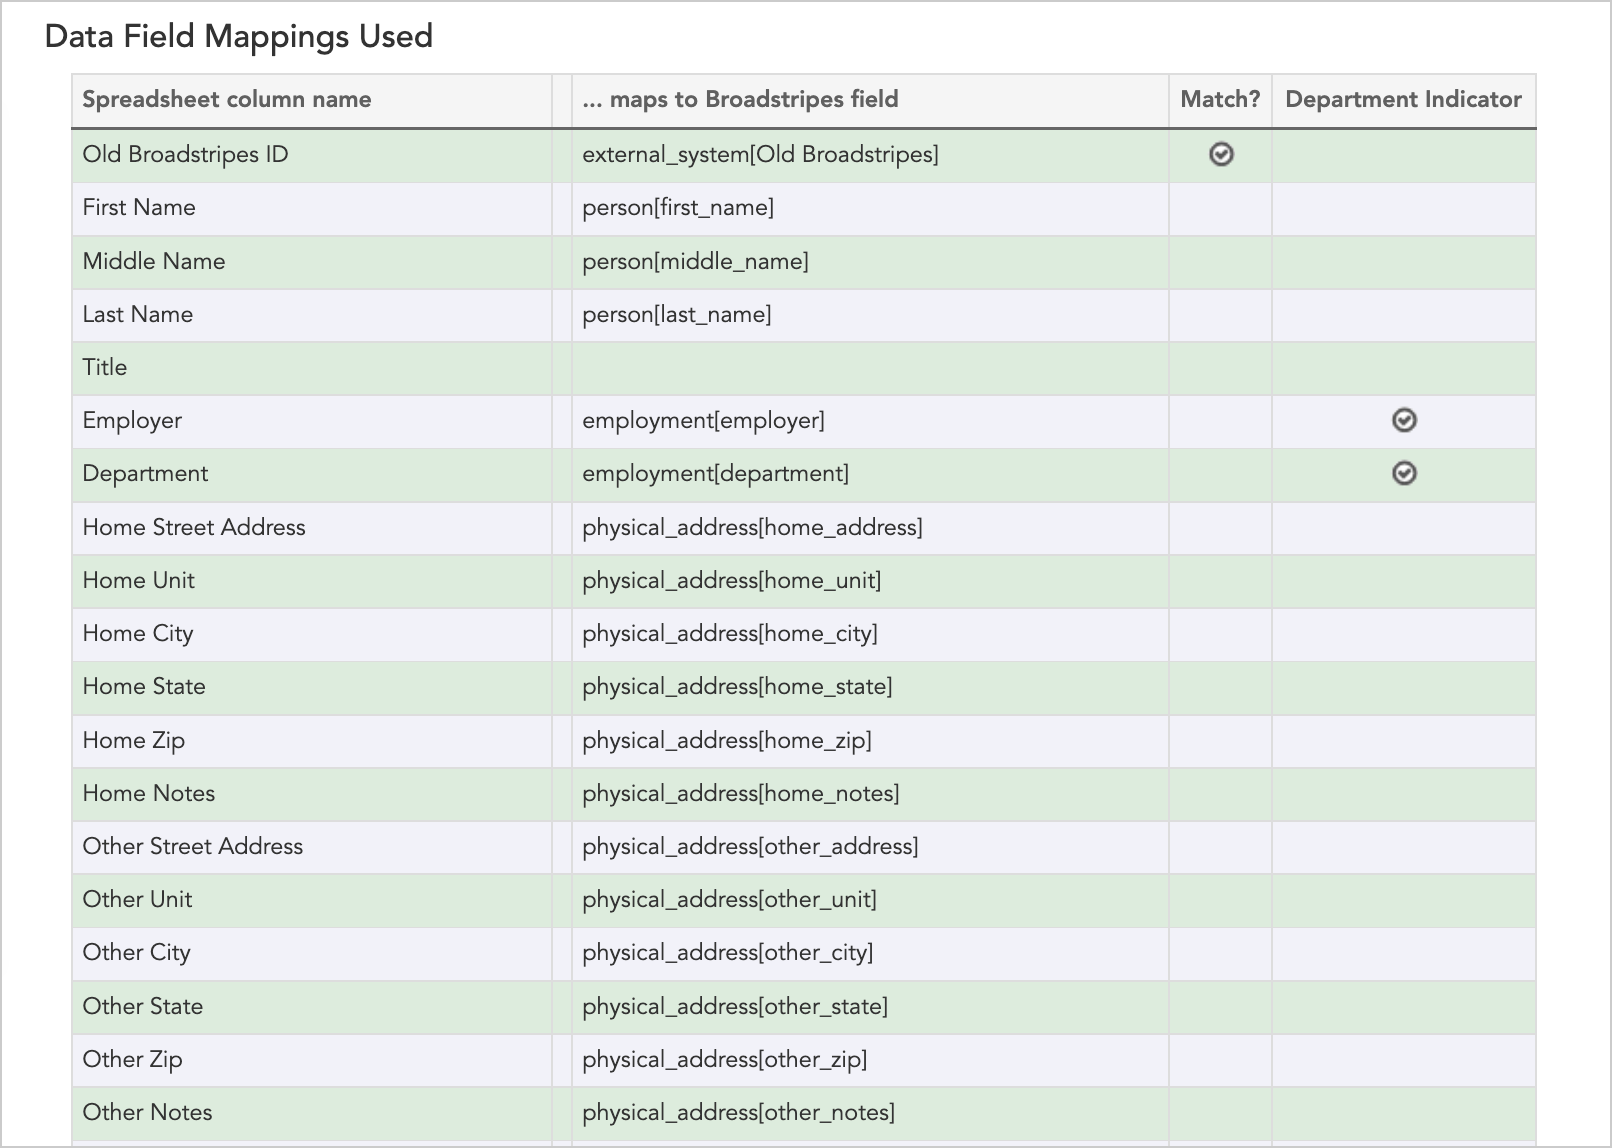 Data Field Mappings Used
Spreadsheet column name ... maps to Broadstripes field Match? Department Indicator
Old Broadstripes ID external_system[Old Broadstripes]
First Name person[first_name]
Middle Name person[middle_name]
Last Name person[last_name]
Title
Employer employment[employer]
Department employment[department]
Home Street Address physical_address[home_address]
Home Unit physical_address[home_unit]
Home City physical_address[home_city]
Home State physical_address[home_state]
Home Zip physical_address[home_zip]
Home Notes physical_address[home_notes]
Other Street Address physical_address[other_address]
Other Unit physical_address[other_unit]
Other City physical_address[other_city]
Other State physical_address[other_state]
Other Zip physical_address[other_zip]
Other Notes physical_address[other_notes]